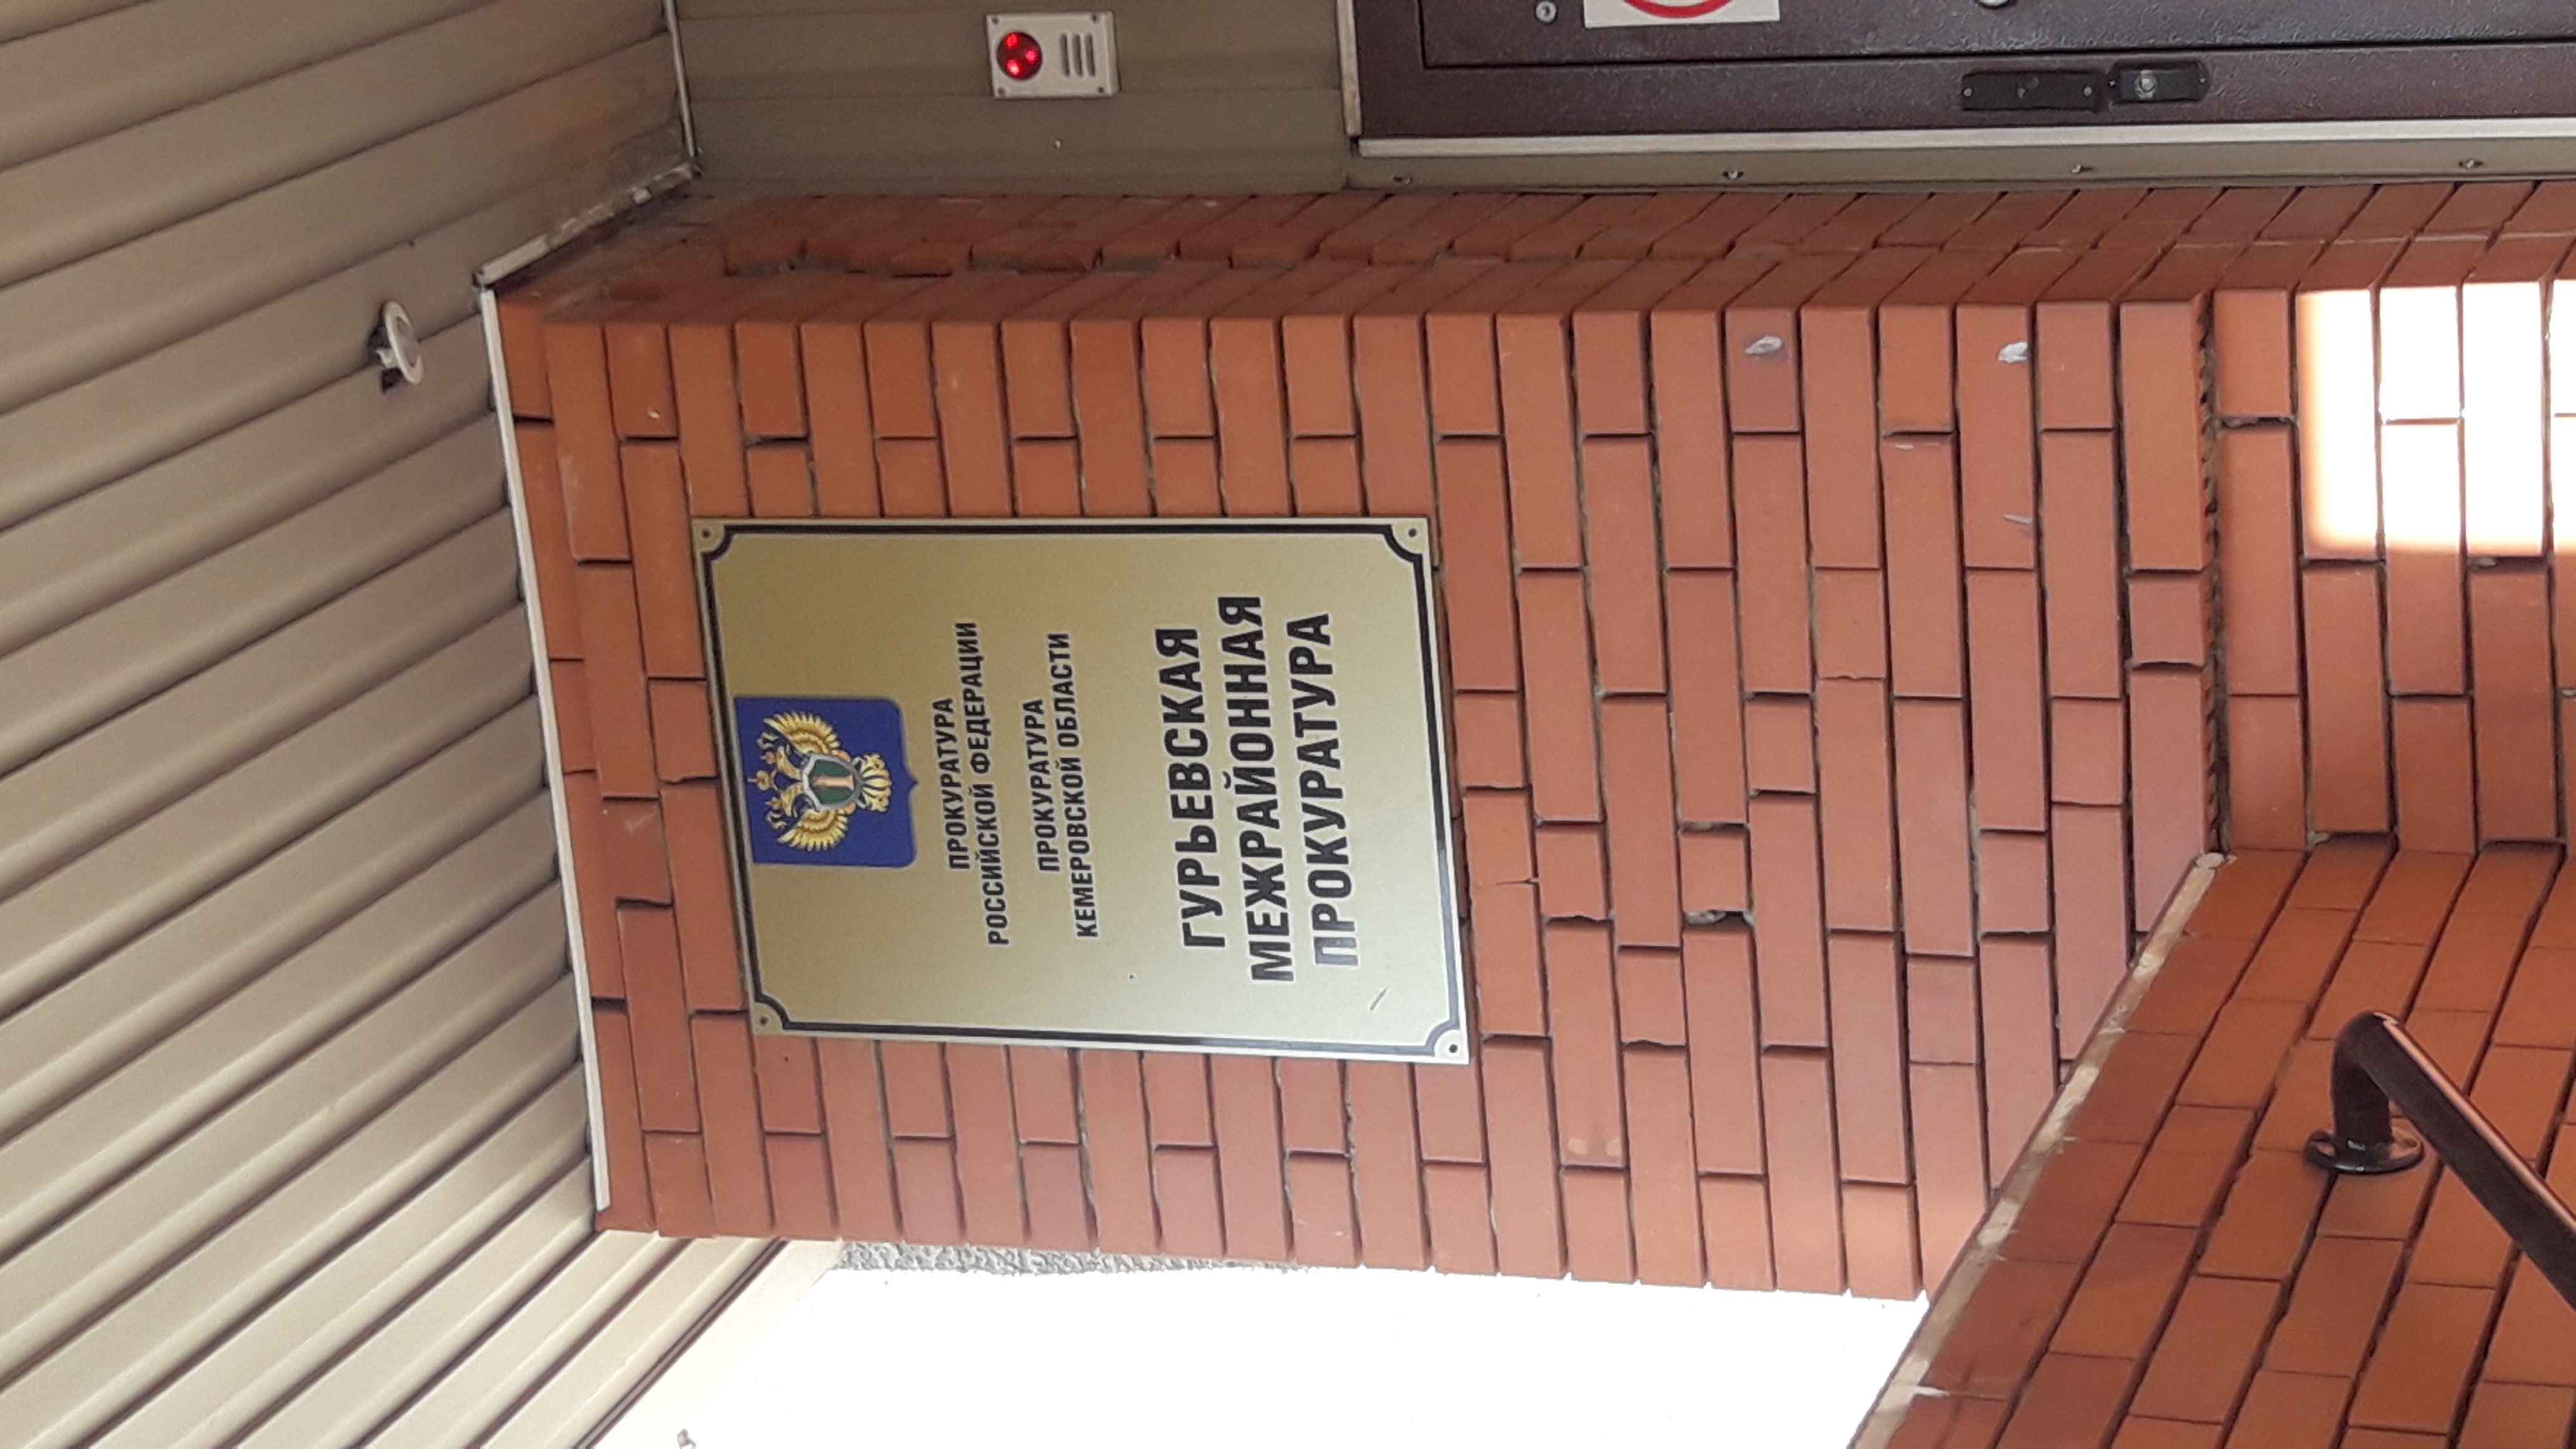 ПРОКУРАТУРА
РОССИЙСКОЙ ФЕДЕРАЦИИ
ПРОКУРАТУРА
КЕМЕРОВСКОЙ ОБЛАСТИ
ГУРЬЕВСКАЯ
МЕЖРАЙОННАЯ
ПРОКУРАТУРА